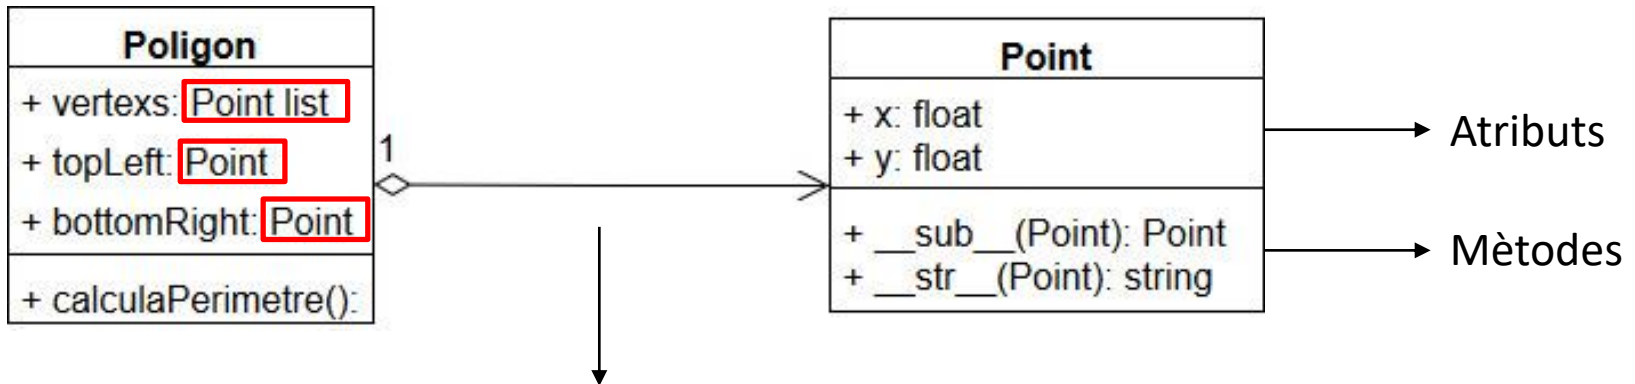 Poligon
+ vertexs: Point list
+ topLeft: Point
+ bottomRight: Point
+ calculaPerimetre():
1
Point
+ x: float
+ y: float
+ __sub__(Point): Point
+ __str__(Point): string
Atributs
Mètodes